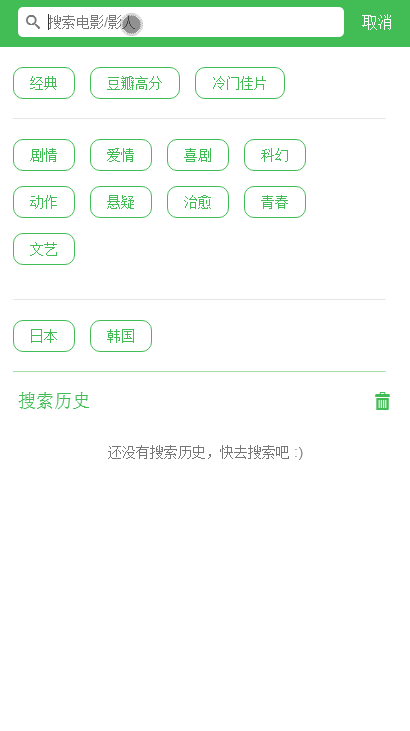 搜索电影/影人 取消
经典 豆瓣高分 冷门佳片
剧情 爱情 喜剧 科幻
动作 悬疑 治愈 青春
文艺
日本 韩国
搜索历史
还没有搜索历史，快去搜索吧 :)